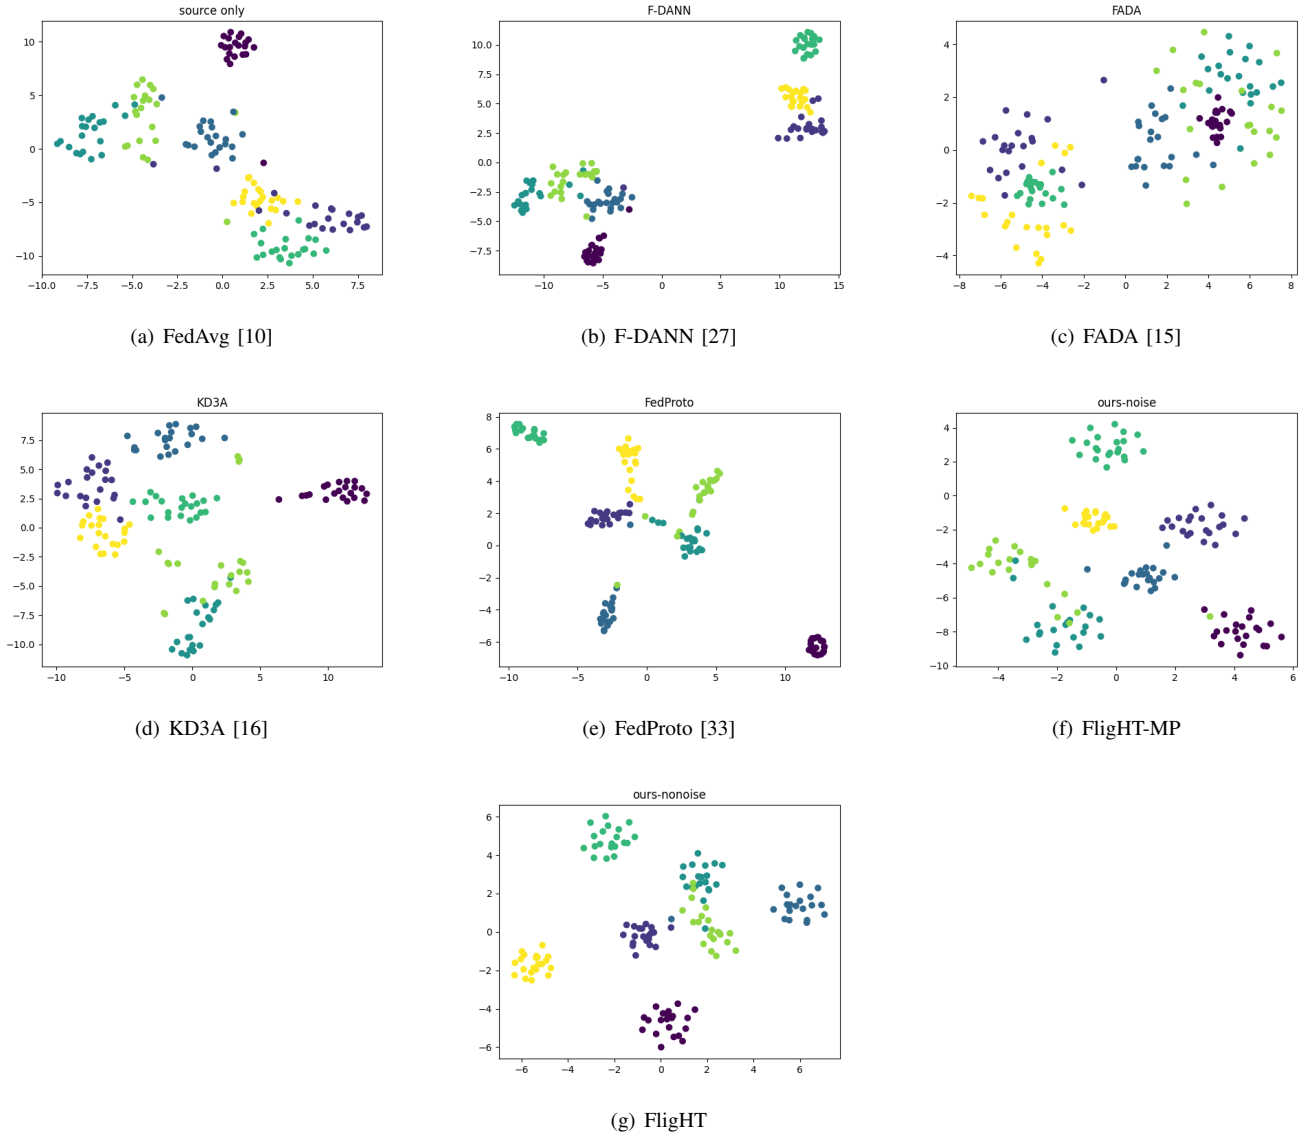 source only
10
5
0
−5
−10
−10.0 −7.5 −5.0 −2.5 0.0 2.5 5.0 7.5
(a) FedAvg [10]
F-DANN
10.0
7.5
5.0
2.5
0.0
−2.5
−5.0
−7.5
−10 −5 0 5 10 15
(b) F-DANN [27]
FADA
4
2
0
−2
−4
−8 −6 −4 −2 0 2 4 6 8
(c) FADA [15]
KD3A
7.5
5.0
2.5
0.0
−2.5
−5.0
−7.5
−10.0
−10 −5 0 5 10
(d) KD3A [16]
FedProto
8
6
4
2
0
−2
−4
−6
−10 −5 0 5 10
(e) FedProto [33]
ours-noise
4
2
0
−2
−4
−6
−8
−10
−4 −2 0 2 4 6
(f) FligHT-MP
ours-nonoise
6
4
2
0
−2
−4
−6
−6 −4 −2 0 2 4 6
(g) FligHT